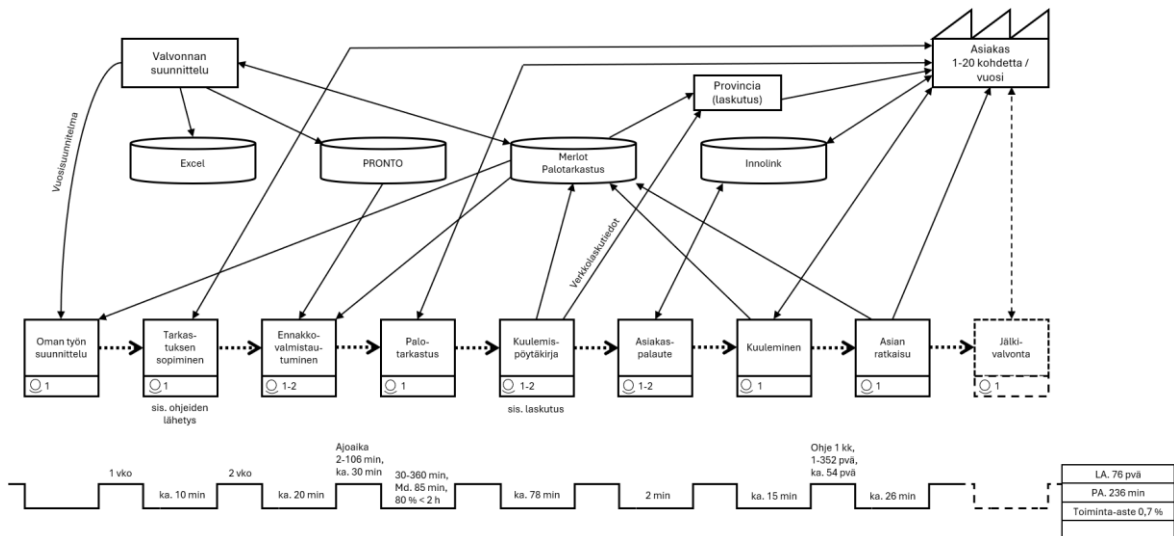 Valvonnan
suunnittelu
Asiakas
1-20 kohdetta /
vuosi
Provincia
(laskutus)
Vuosisuunnitelma
Excel
PRONTO
Merlot
Palotarkastus
Innolink
Verkkolaskutiedot
Oman työn
suunnittelu
1
Tarkas-
tuksen
sopiminen
1
sis. ohjeiden
lähetys
Ennakko-
valmistau-
tuminen
1-2
Palo-
tarkastus
1
Kuulemis-
pöytäkirja
1-2
sis. laskutus
Asiakas-
palaute
1-2
Kuuleminen
1
Asian
ratkaisu
1
Jälki-
valvonta
1
1 vko
ka. 10 min
2 vko
ka. 20 min
Ajoaika
2-106 min,
ka. 30 min
30-360 min,
Md. 85 min,
80 % < 2 h
ka. 78 min
2 min
ka. 15 min
Ohje 1 kk,
1-352 pvä,
ka. 54 pvä
ka. 26 min
LA. 76 pvä
PA. 236 min
Toiminta-aste 0,7 %